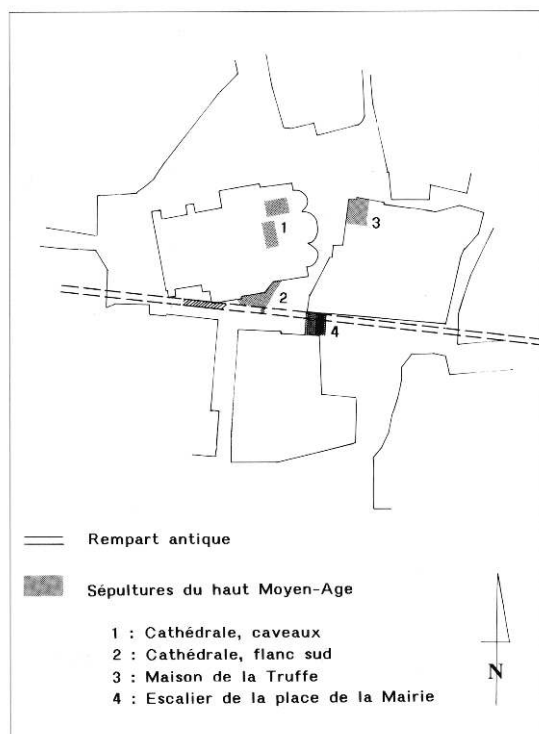 1
3
2
4
Rempart antique
Sépultures du haut Moyen-Age
1 : Cathédrale, caveaux
2 : Cathédrale, flanc sud
3 : Maison de la Truffe
4 : Escalier de la place de la Mairie
N